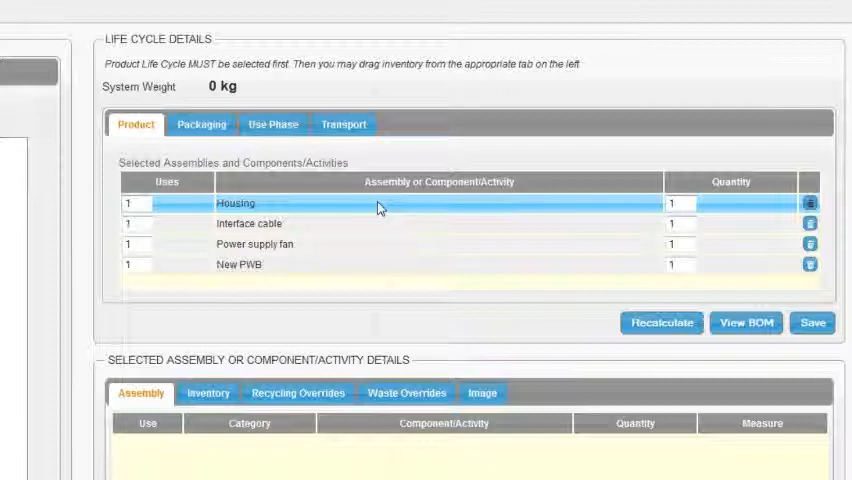 LIFE CYCLE DETAILS
Product Life Cycle MUST be selected first. Then you may drag inventory from the appropriate tab on the left
System Weight 0 kg
Product Packaging Use Phase Transport
Selected Assemblies and Components/Activities
Uses Assembly or Component/Activity Quantity
1 Housing 1
1 Interface cable 1
1 Power supply fan 1
1 New PWB 1
Recalculate View BOM Save
SELECTED ASSEMBLY OR COMPONENT/ACTIVITY DETAILS
Assembly Inventory Recycling Overrides Waste Overrides Image
Use Category Component/Activity Quantity Measure